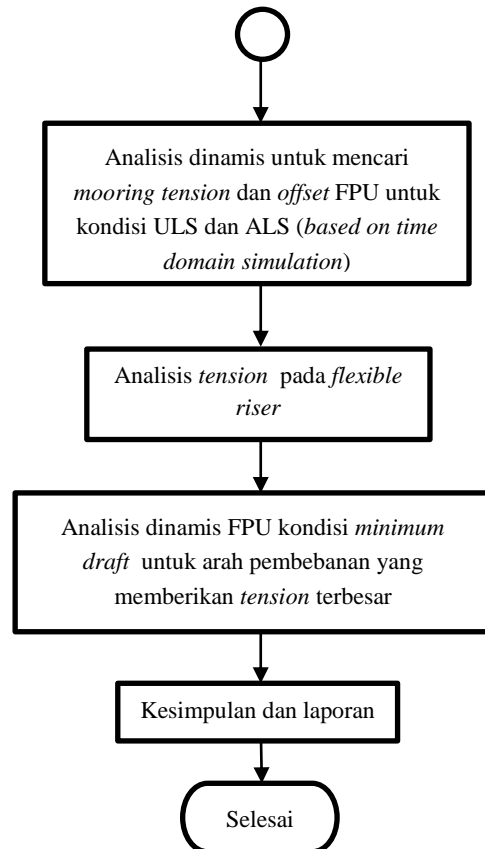 Analisis dinamis untuk mencari
mooring tension dan offset FPU untuk
kondisi ULS dan ALS (based on time
domain simulation)
Analisis tension pada flexible
riser
Analisis dinamis FPU kondisi minimum
draft untuk arah pembebanan yang
memberikan tension terbesar
Kesimpulan dan laporan
Selesai